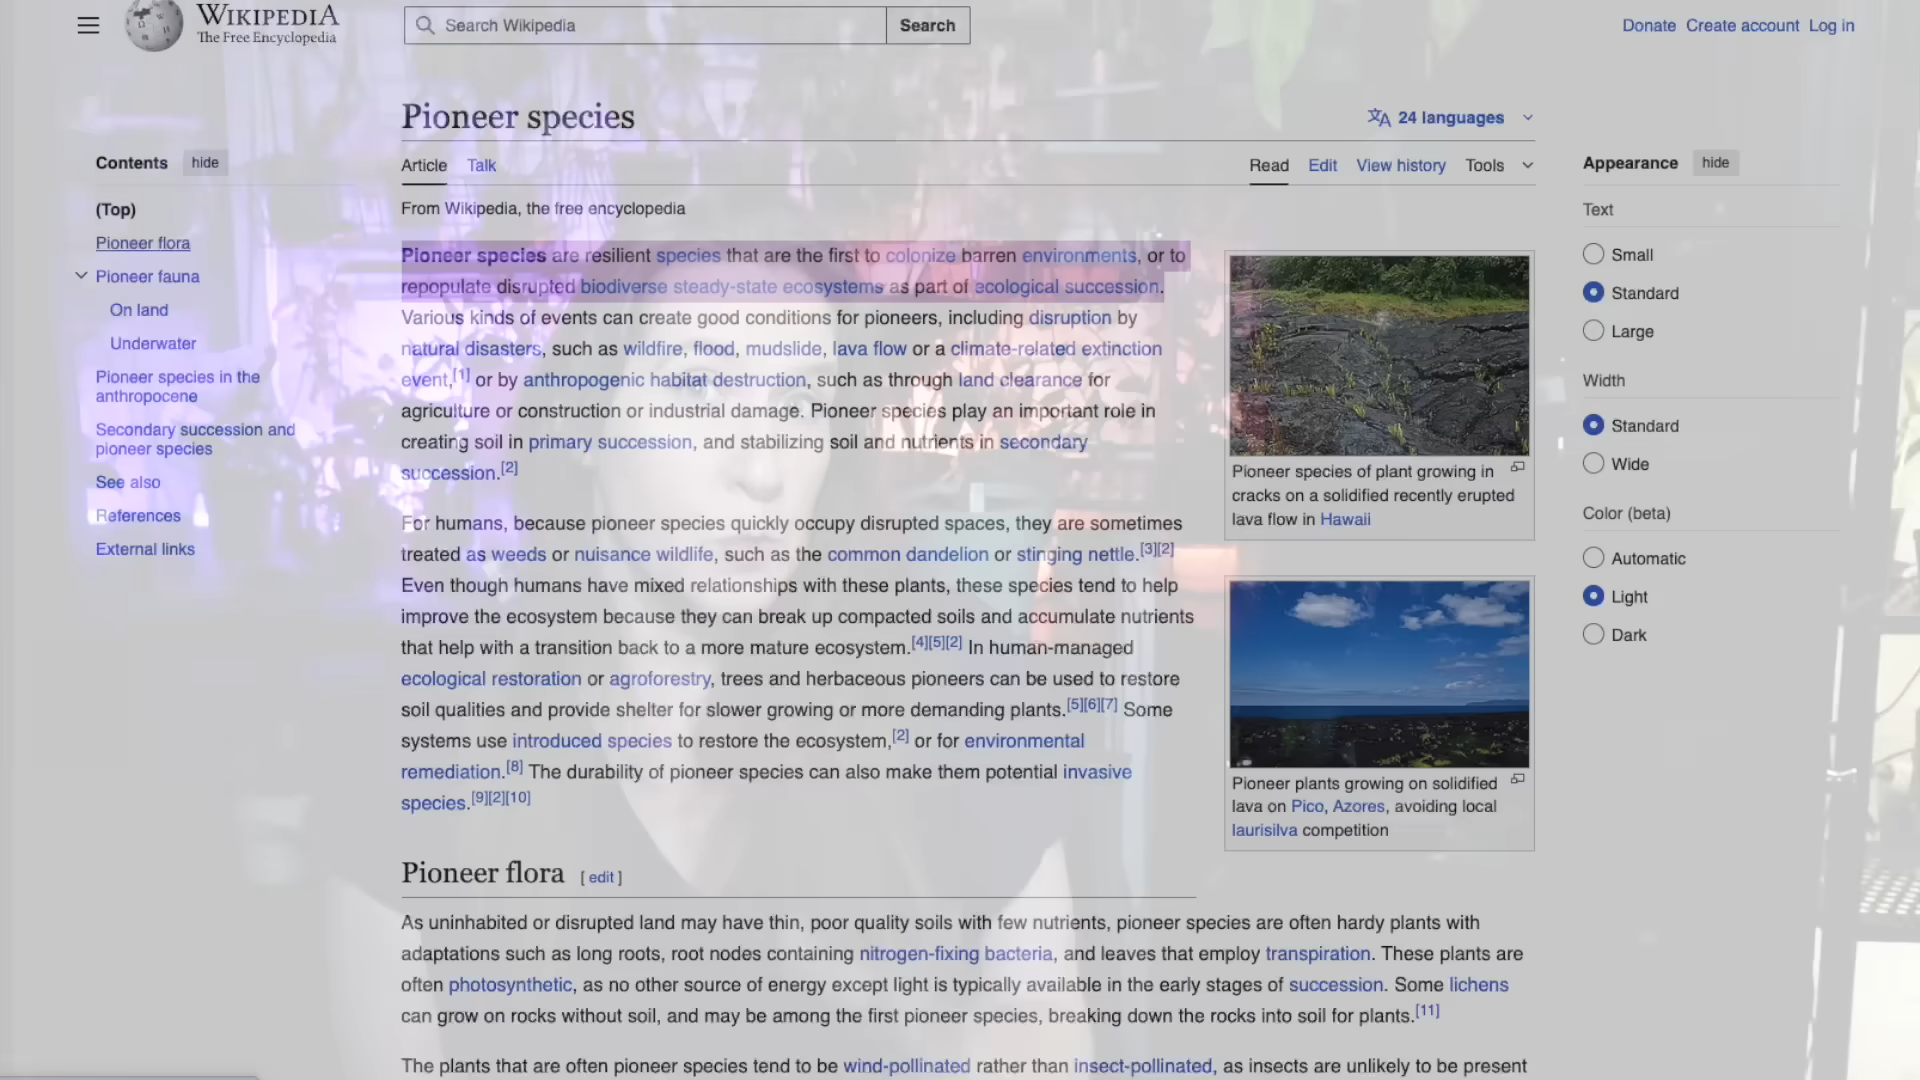 WIKIPEDIA
The Free Encyclopedia
Search Wikipedia
Search
Donate Create account Log in
Pioneer species
24 languages
Contents hide
Article Talk
Read Edit View history Tools
Appearance hide
(Top)
Pioneer flora
Pioneer fauna
On land
Underwater
Pioneer species in the
anthropocene
Secondary succession and
pioneer species
See also
References
External links
From Wikipedia, the free encyclopedia
Pioneer species are resilient species that are the first to colonize barren environments, or to
repopulate disrupted biodiverse steady-state ecosystems as part of ecological succession.
Various kinds of events can create good conditions for pioneers, including disruption by
natural disasters, such as wildfire, flood, mudslide, lava flow or a climate-related extinction
event,[1] or by anthropogenic habitat destruction, such as through land clearance for
agriculture or construction or industrial damage. Pioneer species play an important role in
creating soil in primary succession, and stabilizing soil and nutrients in secondary
succession.[2]
For humans, because pioneer species quickly occupy disrupted spaces, they are sometimes
treated as weeds or nuisance wildlife, such as the common dandelion or stinging nettle.[3][2]
Even though humans have mixed relationships with these plants, these species tend to help
improve the ecosystem because they can break up compacted soils and accumulate nutrients
that help with a transition back to a more mature ecosystem.[4][5][2] In human-managed
ecological restoration or agroforestry, trees and herbaceous pioneers can be used to restore
soil qualities and provide shelter for slower growing or more demanding plants.[5][6][7] Some
systems use introduced species to restore the ecosystem,[2] or for environmental
remediation.[8] The durability of pioneer species can also make them potential invasive
species.[9][2][10]
Pioneer species of plant growing in
cracks on a solidified recently erupted
lava flow in Hawaii
Pioneer plants growing on solidified
lava on Pico, Azores, avoiding local
laurisilva competition
Text
Small
Standard
Large
Width
Standard
Wide
Color (beta)
Automatic
Light
Dark
Pioneer flora [ edit ]
As uninhabited or disrupted land may have thin, poor quality soils with few nutrients, pioneer species are often hardy plants with
adaptations such as long roots, root nodes containing nitrogen-fixing bacteria, and leaves that employ transpiration. These plants are
often photosynthetic, as no other source of energy except light is typically available in the early stages of succession. Some lichens
can grow on rocks without soil, and may be among the first pioneer species, breaking down the rocks into soil for plants.[11]
The plants that are often pioneer species tend to be wind-pollinated rather than insect-pollinated, as insects are unlikely to be present